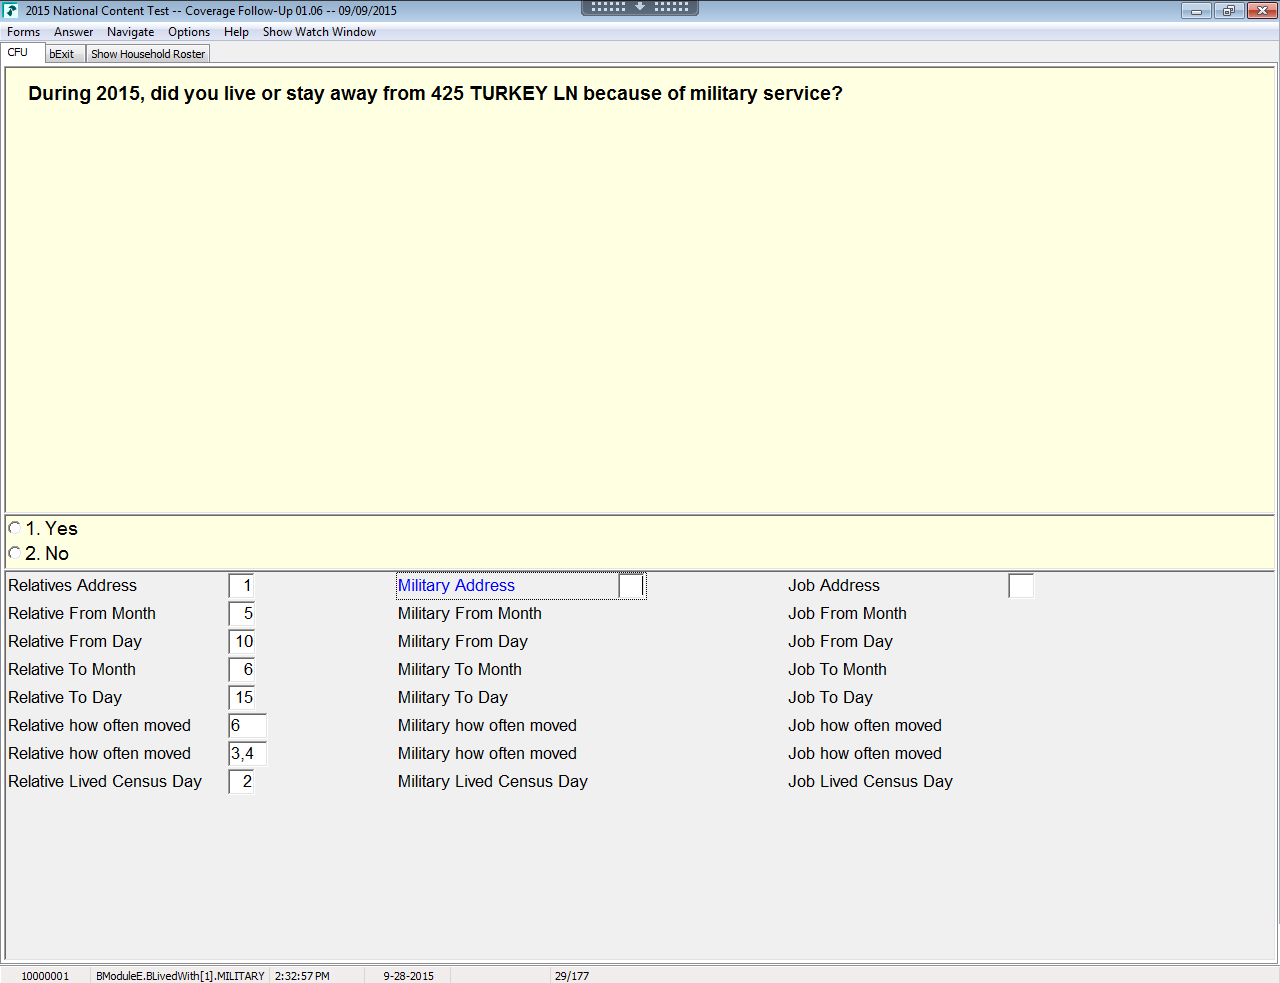 2015 National Content Test -- Coverage Follow-Up 01.06 -- 09/09/2015
Forms Answer Navigate Options Help Show Watch Window
CFU bExit Show Household Roster
During 2015, did you live or stay away from 425 TURKEY LN because of military service?
1. Yes
2. No
Relatives Address 1 Military Address Job Address
Relative From Month 5 Military From Month Job From Month
Relative From Day 10 Military From Day Job From Day
Relative To Month 6 Military To Month Job To Month
Relative To Day 15 Military To Day Job To Day
Relative how often moved 6 Military how often moved Job how often moved
Relative how often moved 3,4 Military how often moved Job how often moved
Relative Lived Census Day 2 Military Lived Census Day Job Lived Census Day
10000001 BModuleE.BLivedWith[1].MILITARY 2:32:57 PM 9-28-2015 29/177